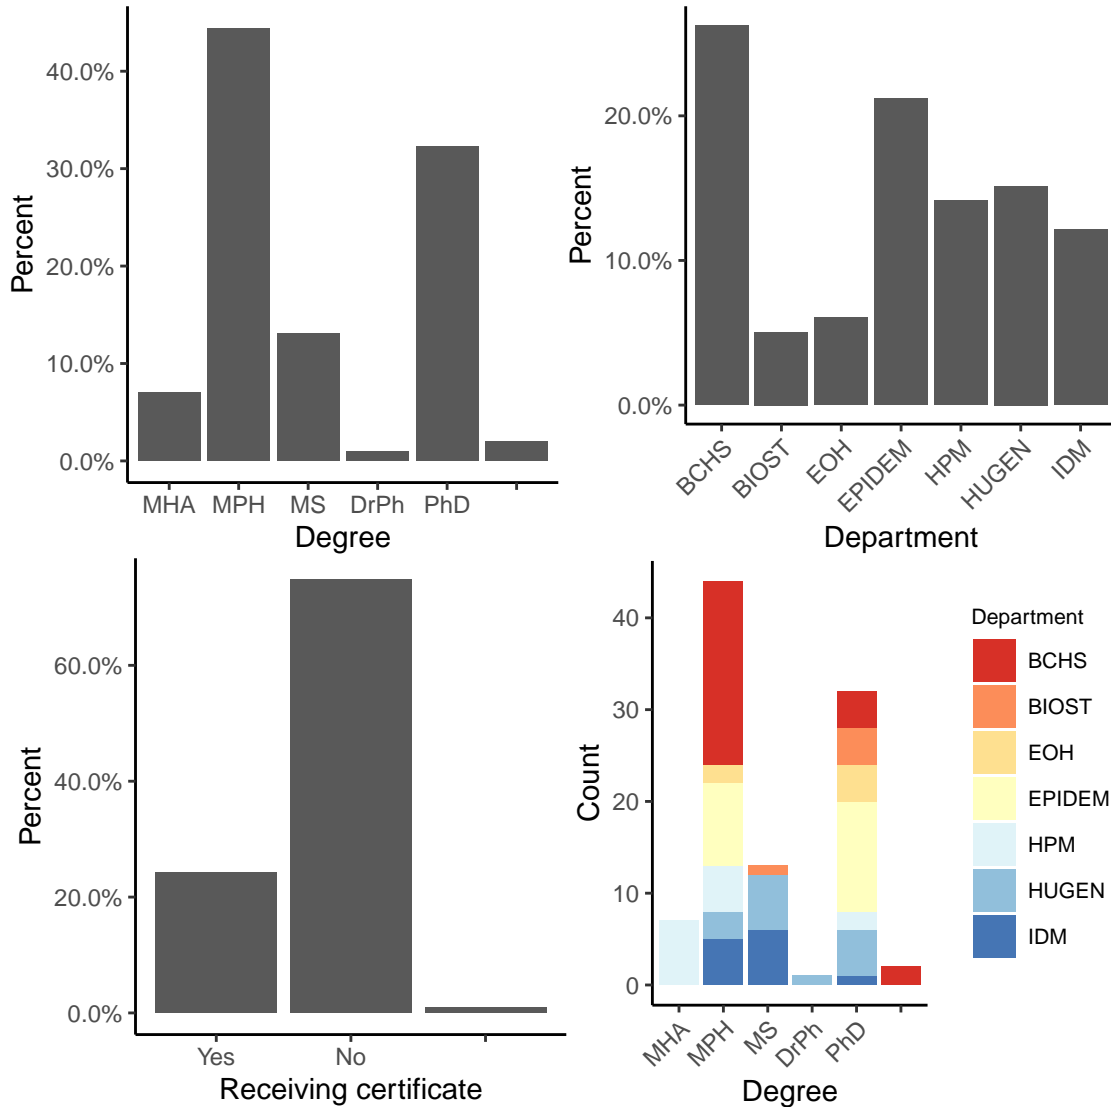 40.0%
30.0%
20.0%
10.0%
0.0%
Percent
MHA MPH MS DrPh PhD
Degree
20.0%
10.0%
0.0%
Percent
BCHS BIOST EOH EPIDEM HPM HUGEN IDM
Department
60.0%
40.0%
20.0%
0.0%
Percent
Yes No
Receiving certificate
40
30
20
10
0
Count
MHA MPH MS DrPh PhD
Degree
Department
BCHS
BIOST
EOH
EPIDEM
HPM
HUGEN
IDM